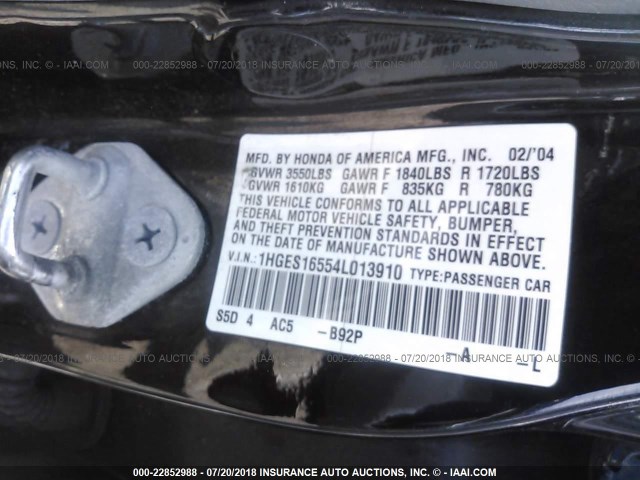 000-22852988 - 07/20/2018 INSURANCE AUTO AUCTIONS, INC. - © IAAI.COM
MFD. BY HONDA OF AMERICA MFG., INC. 02/'04
GVWR 3550LBS GAWR F 1840LBS R 1720LBS
GVWR 1610KG GAWR F 835KG R 780KG
THIS VEHICLE CONFORMS TO ALL APPLICABLE
FEDERAL MOTOR VEHICLE SAFETY, BUMPER,
AND THEFT PREVENTION STANDARDS IN EFFECT
ON THE DATE OF MANUFACTURE SHOWN ABOVE.
V.I.N.: 1HGES16554L013910 TYPE:PASSENGER CAR
S5D 4 AC5 -B92P A -L
000-22852988 - 07/20/2018 INSURANCE AUTO AUCTIONS, INC. - © IAAI.COM